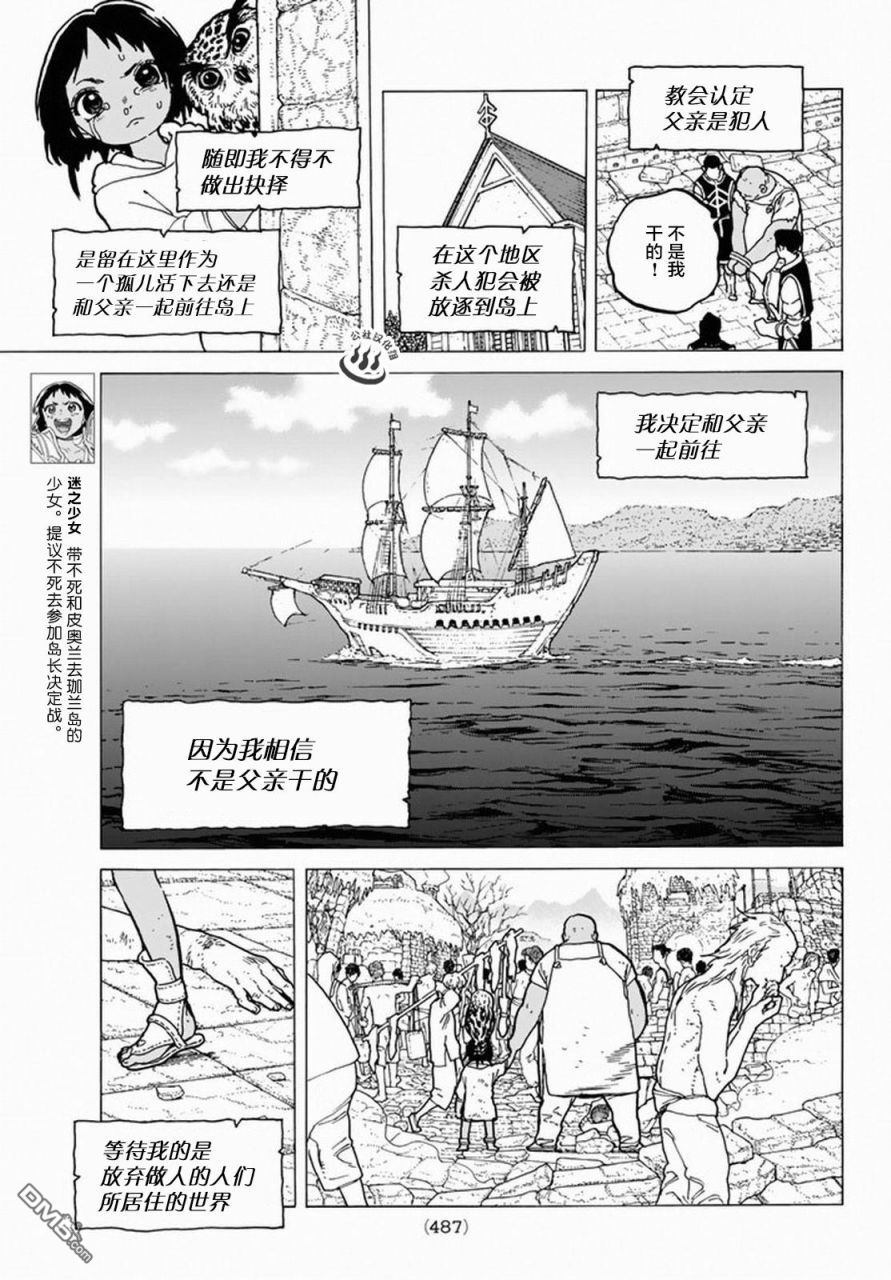 教会认定
父亲是犯人
不是我
干的！
在这个地区
杀人犯会被
放逐到岛上
随即我不得不
做出抉择
是留在这里作为
一个孤儿活下去还是
和父亲一起前往岛上
公社汉化组
我决定和父亲
一起前往
因为我相信
不是父亲干的
迷之少女 带不死和皮奥兰去珈兰岛的
少女。提议不死去参加岛长决定战。
等待我的是
放弃做人的人们
所居住的世界
(487)
DM5.com